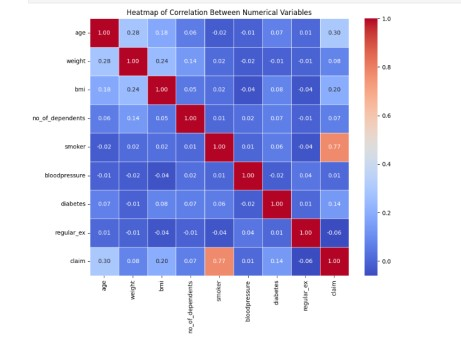 Heatmap of Correlation Between Numerical Variables
age 1.00 0.28 0.18 0.06 -0.02 -0.01 0.07 0.01 0.30
weight 0.28 1.00 0.24 0.14 0.02 -0.02 -0.01 -0.01 0.08
bmi 0.18 0.24 1.00 0.05 0.02 -0.04 0.08 -0.04 0.20
no_of_dependents 0.06 0.14 0.05 1.00 0.01 0.02 0.07 -0.01 0.07
smoker -0.02 0.02 0.02 0.01 1.00 0.01 0.06 -0.04 0.77
bloodpressure -0.01 -0.02 -0.04 0.02 0.01 1.00 -0.02 0.04 0.01
diabetes 0.07 -0.01 0.08 0.07 0.06 -0.02 1.00 0.01 0.14
regular_ex 0.01 -0.01 -0.04 -0.01 -0.04 0.04 0.01 1.00 -0.06
claim 0.30 0.08 0.20 0.07 0.77 0.01 0.14 -0.06 1.00
age weight bmi no_of_dependents smoker bloodpressure diabetes regular_ex claim
1.0
0.8
0.6
0.4
0.2
0.0